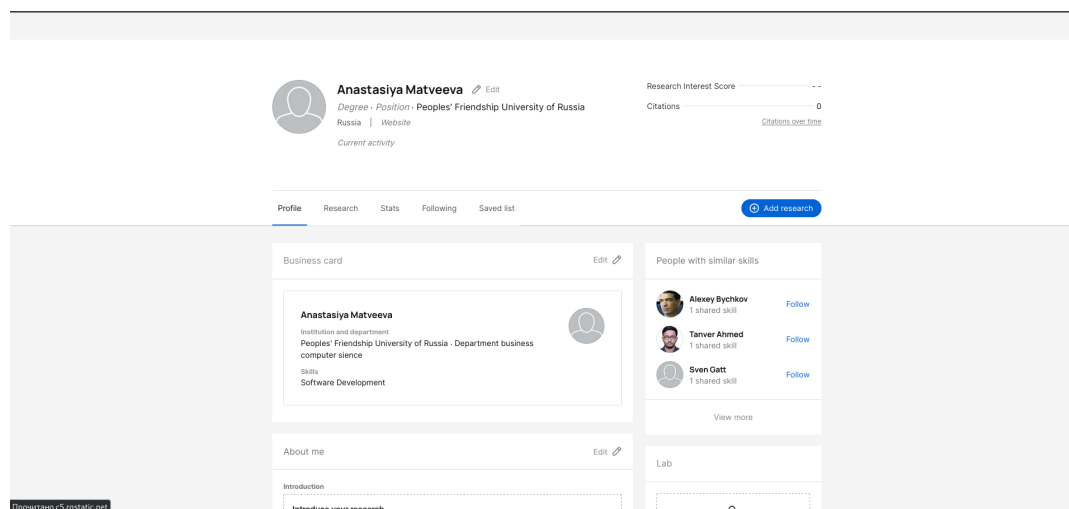 Anastasiya Matveeva Edit
Degree · Position · Peoples' Friendship University of Russia
Russia | Website
Current activity
Research Interest Score - -
Citations 0
Citations over time
Profile Research Stats Following Saved list
Add research
Business card Edit
Anastasiya Matveeva
Institution and department
Peoples' Friendship University of Russia · Department business
computer sience
Skills
Software Development
People with similar skills
Alexey Bychkov
1 shared skill
Follow
Tanver Ahmed
1 shared skill
Follow
Sven Gatt
1 shared skill
Follow
View more
About me Edit
Introduction
Introduce your research
Lab
Прочитано c5.rgstatic.net